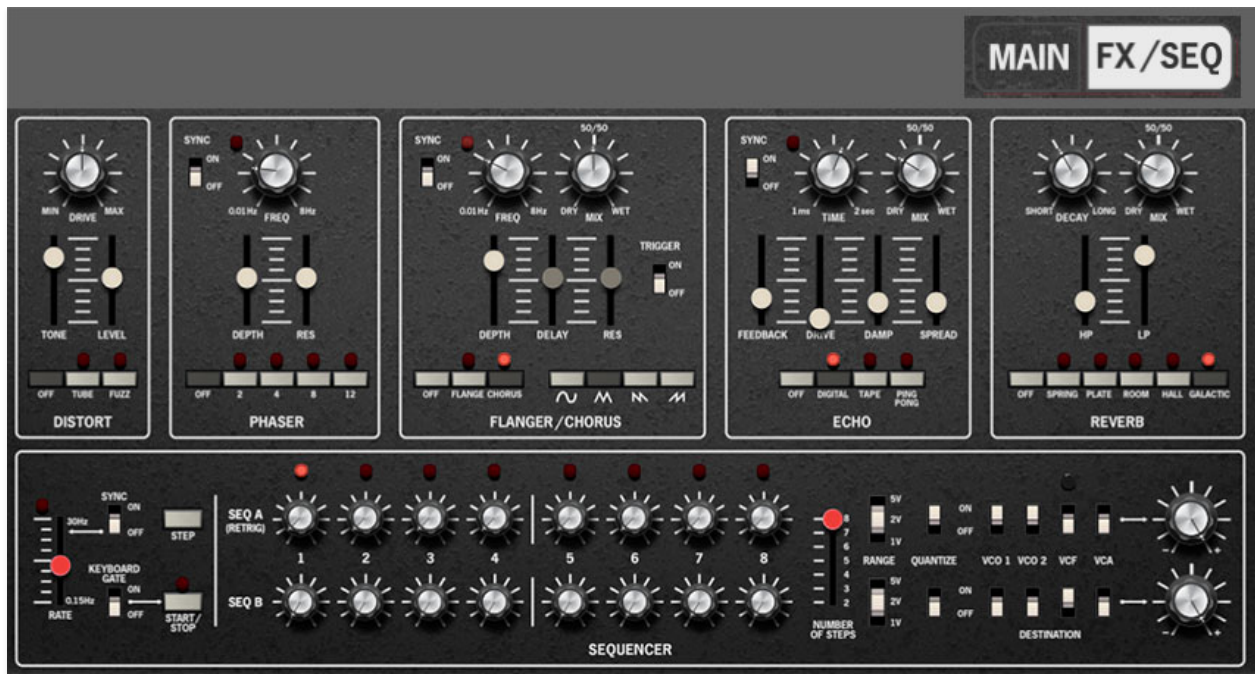 MAIN FX/SEQ
SYNC
ON
OFF
MIN DRIVE MAX
TONE LEVEL
OFF TUBE FUZZ
DISTORT
0.01Hz FREQ 8Hz
DEPTH RES
OFF 2 4 8 12
PHASER
SYNC
ON
OFF
50/50
0.01Hz FREQ 8Hz DRY MIX WET
TRIGGER
ON
OFF
DEPTH DELAY RES
OFF FLANGE CHORUS
FLANGER/CHORUS
SYNC
ON
OFF
50/50
1 ms TIME 2 sec DRY MIX WET
FEEDBACK DRIVE DAMP SPREAD
OFF DIGITAL TAPE PING
PONG
ECHO
50/50
SHORT DECAY LONG DRY MIX WET
HP LP
OFF SPRING PLATE ROOM HALL GALACTIC
REVERB
SYNC
ON
OFF
30Hz
STEP
KEYBOARD
GATE
ON
OFF
0.15Hz
RATE
START/
STOP
SEQ A
(RETRIG)
1 2 3 4 5 6 7 8
SEQ B
8
7
6
5
4
3
2
NUMBER
OF STEPS
5V
2V
1V
ON
OFF
RANGE QUANTIZE VCO 1 VCO 2 VCF VCA
5V
2V
1V
ON
OFF
DESTINATION
- +
- +
SEQUENCER